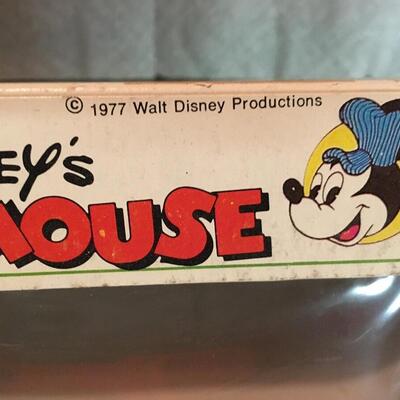 © 1977 Walt Disney Productions
EY's
MOUSE